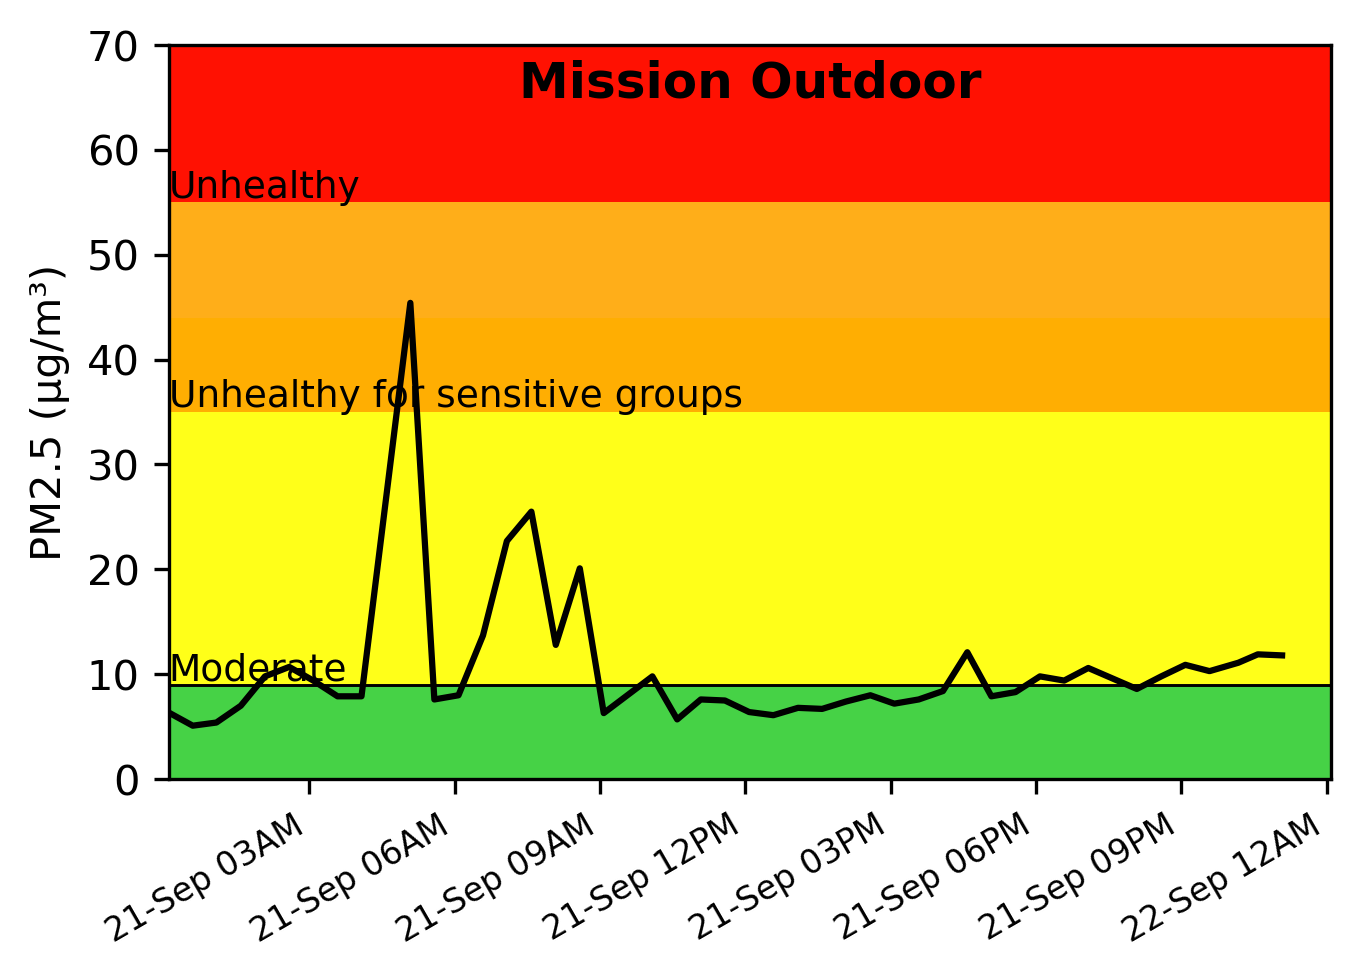 Mission Outdoor
PM2.5 (µg/m³)
70
60
50
40
30
20
10
0
Unhealthy
Unhealthy for sensitive groups
Moderate
21-Sep 03AM
21-Sep 06AM
21-Sep 09AM
21-Sep 12PM
21-Sep 03PM
21-Sep 06PM
21-Sep 09PM
22-Sep 12AM